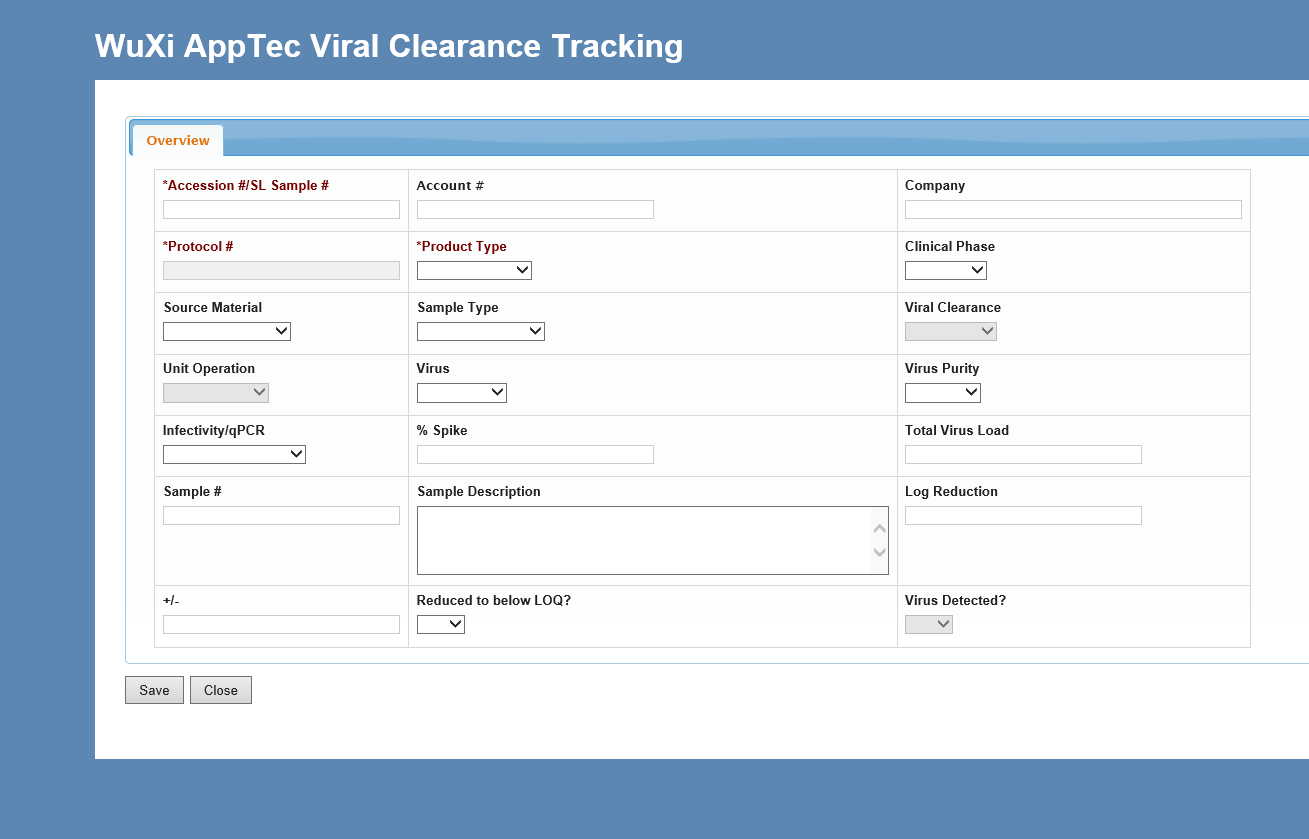 WuXi AppTec Viral Clearance Tracking
Overview
*Accession #/SL Sample # Account # Company
*Protocol # *Product Type Clinical Phase
Source Material Sample Type Viral Clearance
Unit Operation Virus Virus Purity
Infectivity/qPCR % Spike Total Virus Load
Sample # Sample Description Log Reduction
+/- Reduced to below LOQ? Virus Detected?
Save Close